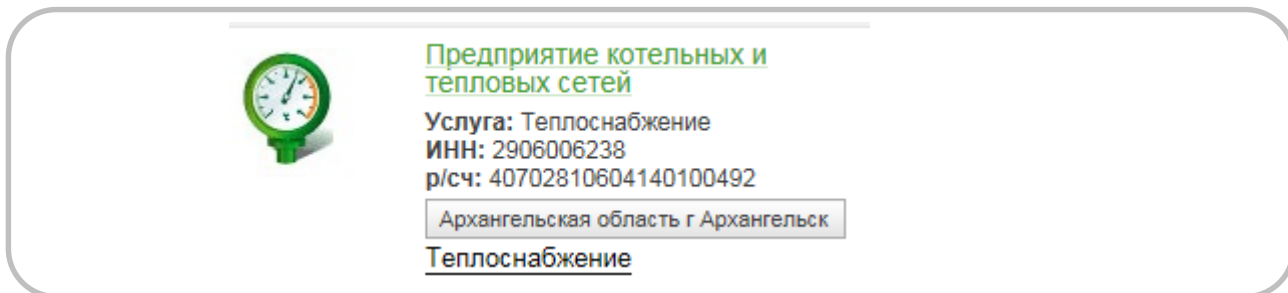 Предприятие котельных и
тепловых сетей
Услуга: Теплоснабжение
ИНН: 2906006238
р/сч: 40702810604140100492
Архангельская область г Архангельск
Теплоснабжение